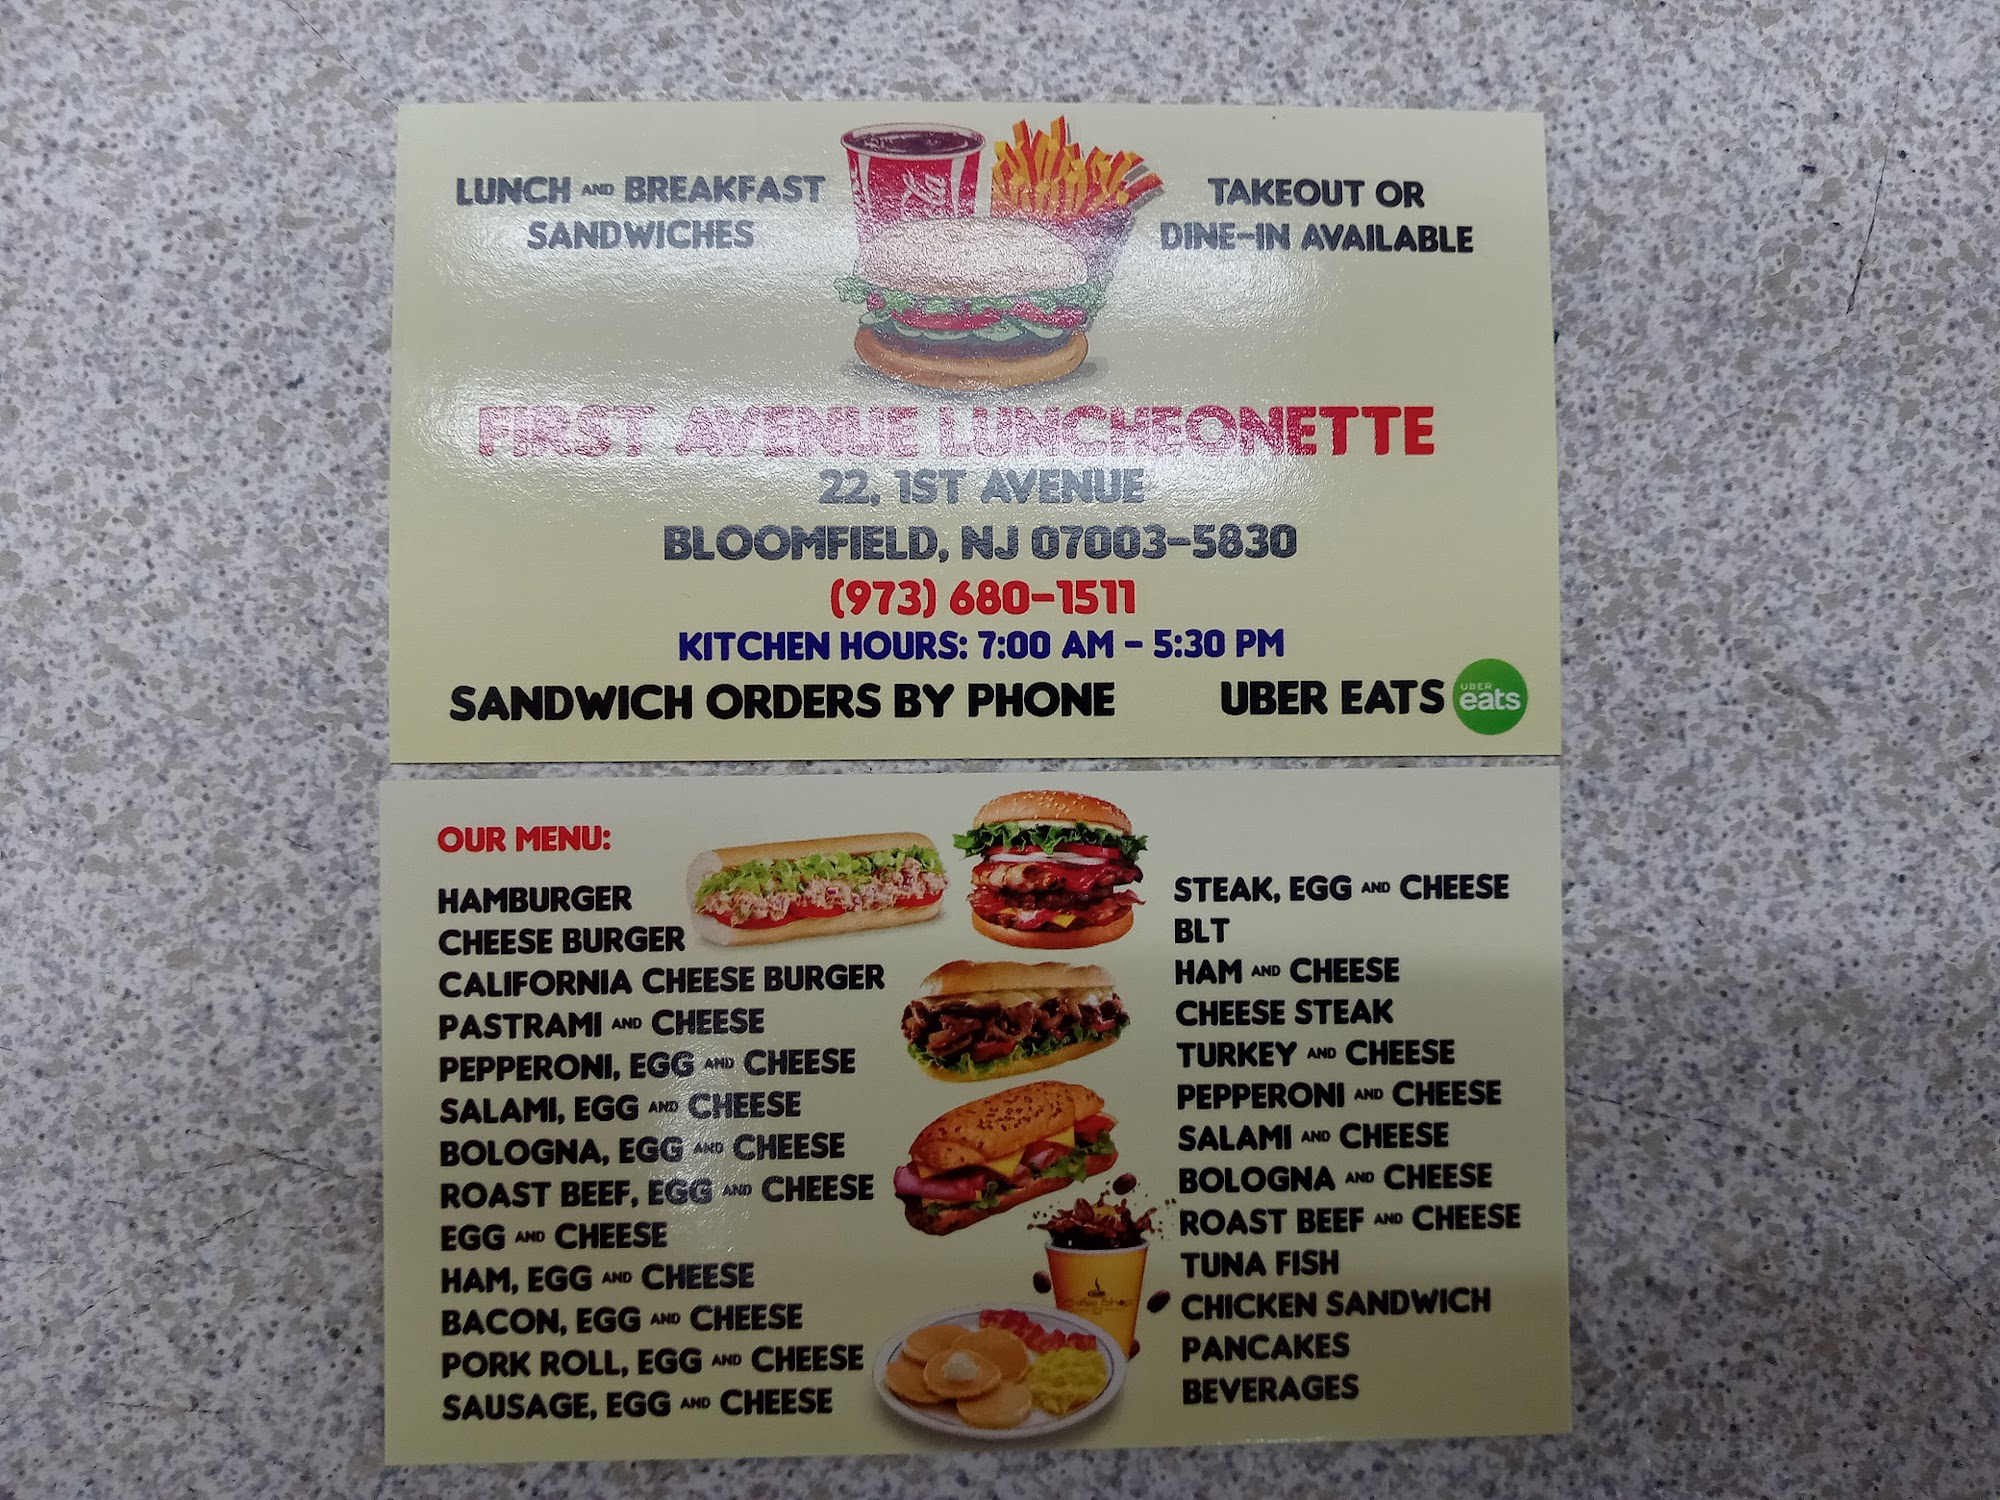 LUNCH AND BREAKFAST
SANDWICHES
TAKEOUT OR
DINE-IN AVAILABLE
FIRST AVENUE LUNCHEONETTE
22, 1ST AVENUE
BLOOMFIELD, NJ 07003-5830
(973) 680-1511
KITCHEN HOURS: 7:00 AM - 5:30 PM
SANDWICH ORDERS BY PHONE
UBER EATS
UBER
eats
OUR MENU:
HAMBURGER
CHEESE BURGER
CALIFORNIA CHEESE BURGER
PASTRAMI AND CHEESE
PEPPERONI, EGG AND CHEESE
SALAMI, EGG AND CHEESE
BOLOGNA, EGG AND CHEESE
ROAST BEEF, EGG AND CHEESE
EGG AND CHEESE
HAM, EGG AND CHEESE
BACON, EGG AND CHEESE
PORK ROLL, EGG AND CHEESE
SAUSAGE, EGG AND CHEESE
STEAK, EGG AND CHEESE
BLT
HAM AND CHEESE
CHEESE STEAK
TURKEY AND CHEESE
PEPPERONI AND CHEESE
SALAMI AND CHEESE
BOLOGNA AND CHEESE
ROAST BEEF AND CHEESE
TUNA FISH
CHICKEN SANDWICH
PANCAKES
BEVERAGES
Coffee Shop